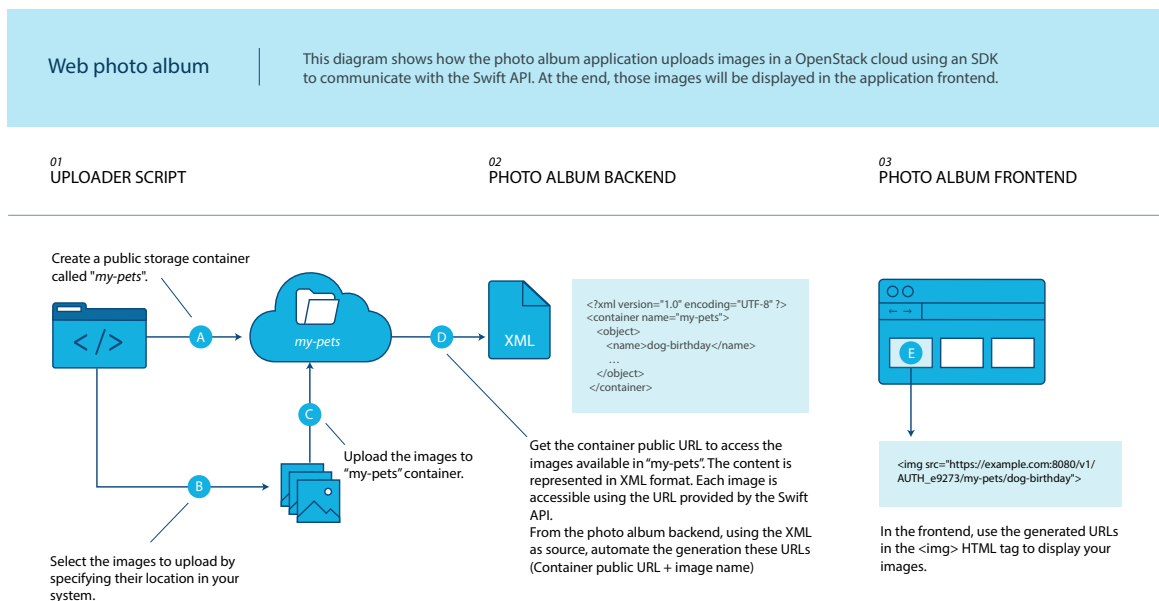 Web photo album
This diagram shows how the photo album application uploads images in a OpenStack cloud using an SDK
to communicate with the Swift API. At the end, those images will be displayed in the application frontend.
01
UPLOADER SCRIPT
02
PHOTO ALBUM BACKEND
03
PHOTO ALBUM FRONTEND
Create a public storage container
called "my-pets".
</>
A
my-pets
D
XML
C
Upload the images to
“my-pets” container.
B
Select the images to upload by
specifying their location in your
system.
<?xml version="1.0" encoding="UTF-8" ?>
<container name="my-pets">
<object>
<name>dog-birthday</name>
...
</object>
</container>
Get the container public URL to access the
images available in “my-pets”. The content is
represented in XML format. Each image is
accessible using the URL provided by the Swift
API.
From the photo album backend, using the XML
as source, automate the generation these URLs
(Container public URL + image name)
E
<img src="https://example.com:8080/v1/
AUTH_e9273/my-pets/dog-birthday">
In the frontend, use the generated URLs
in the <img> HTML tag to display your
images.